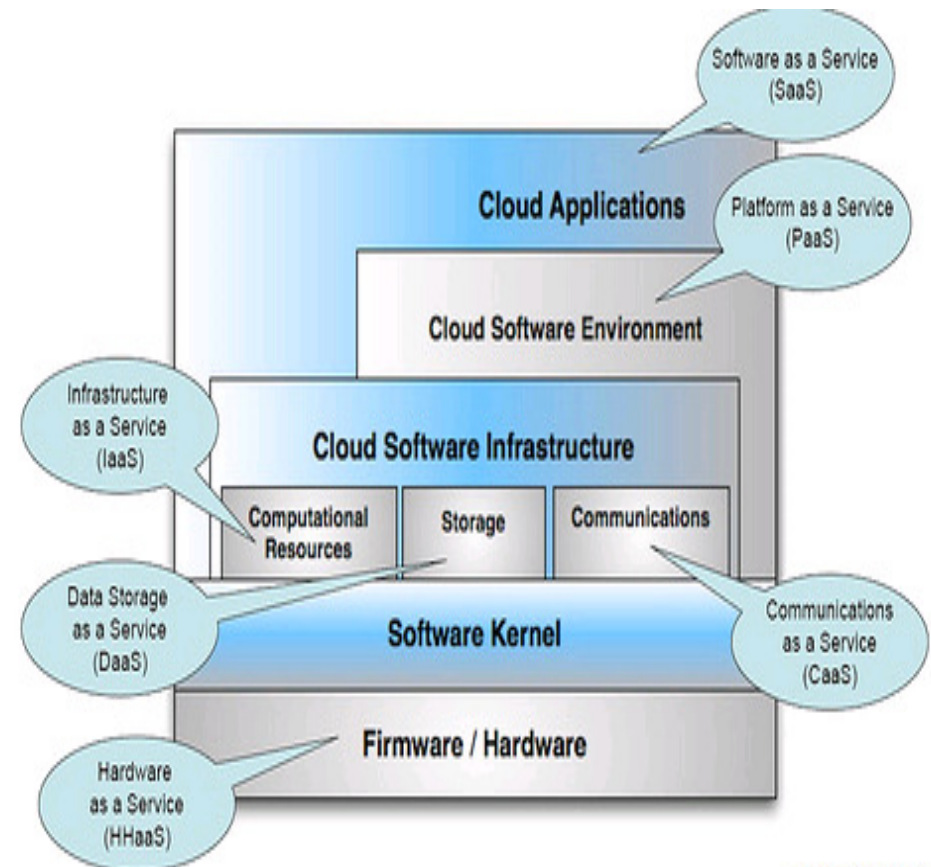 Software as a Service
(SaaS)
Cloud Applications
Platform as a Service
(PaaS)
Cloud Software Environment
Infrastructure
as a Service
(IaaS)
Cloud Software Infrastructure
Computational
Resources
Storage
Communications
Data Storage
as a Service
(DaaS)
Software Kernel
Communications
as a Service
(CaaS)
Firmware / Hardware
Hardware
as a Service
(HHaaS)